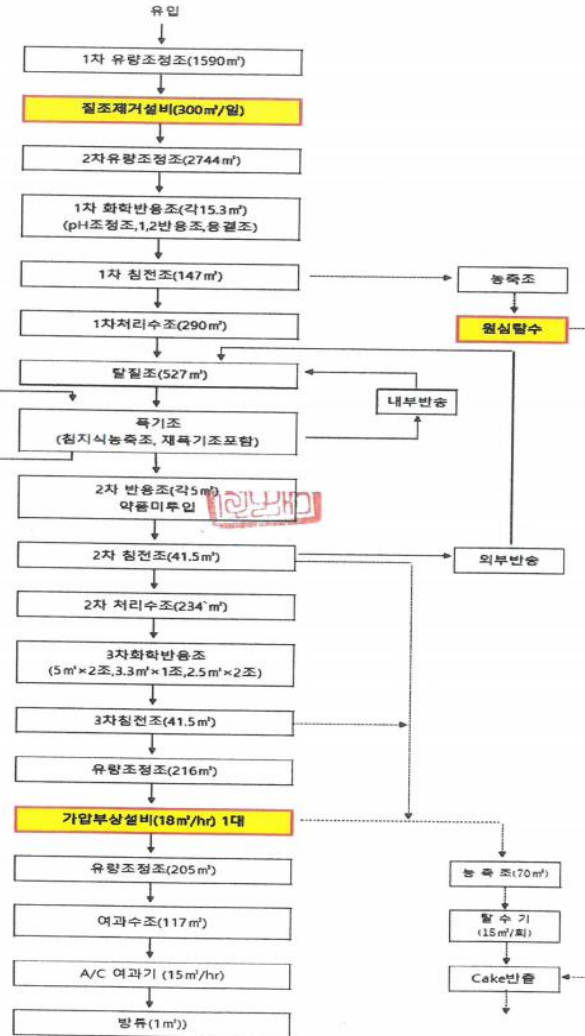 유입
1차 유량조정조(1590㎥)
질조제거설비(300㎥/일)
2차유량조정조(2744㎥)
1차 화학반응조(각15.3㎥)
(pH조정조,1,2반응조,응결조)
1차 침전조(147㎥)
농축조
1차처리수조(290㎥)
원심탈수
탈질조(527㎥)
내부반송
폭기조
(침지식농축조, 재폭기조포함)
2차 반응조(각5㎥)
약품미투입
2차 침전조(41.5㎥)
외부반송
2차 처리수조(234`㎥)
3차화학반응조
(5㎥×2조,3.3㎥×1조,2.5㎥×2조)
3차침전조(41.5㎥)
유량조정조(216㎥)
가압부상설비(18㎥/hr) 1대
유량조정조(205㎥)
농 축 조(70㎥)
여과수조(117㎥)
탈 수 기
(15㎥/회)
A/C 여과기 (15㎥/hr)
Cake반출
방류(1㎥))